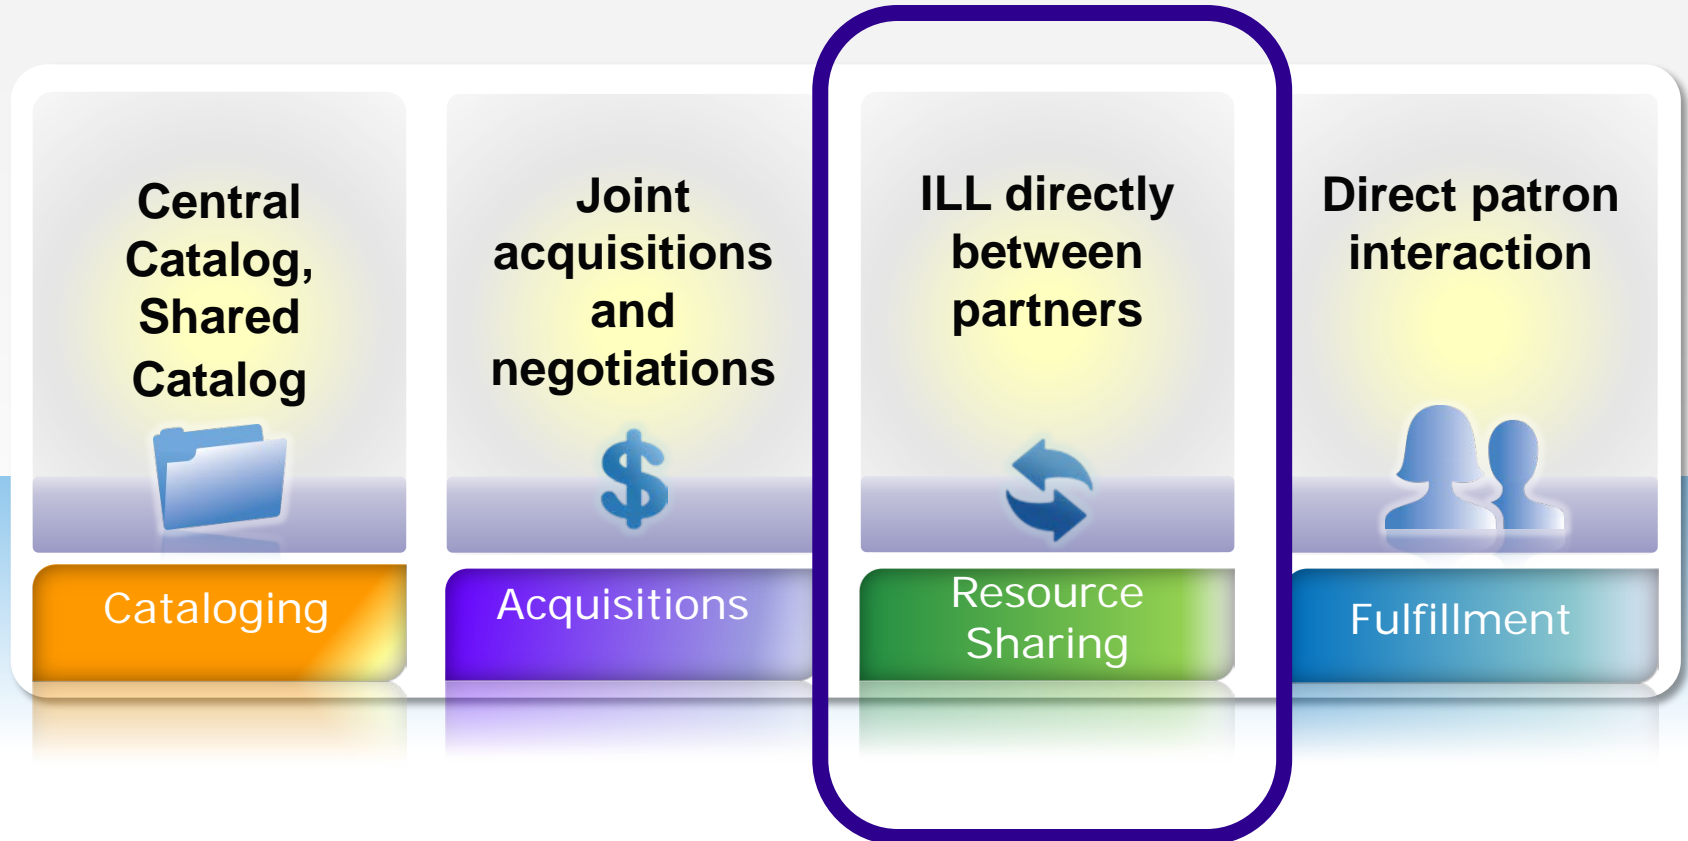 Central
Catalog,
Shared
Catalog
Cataloging
Joint
acquisitions
and
negotiations
Acquisitions
ILL directly
between
partners
Resource
Sharing
Direct patron
interaction
Fulfillment